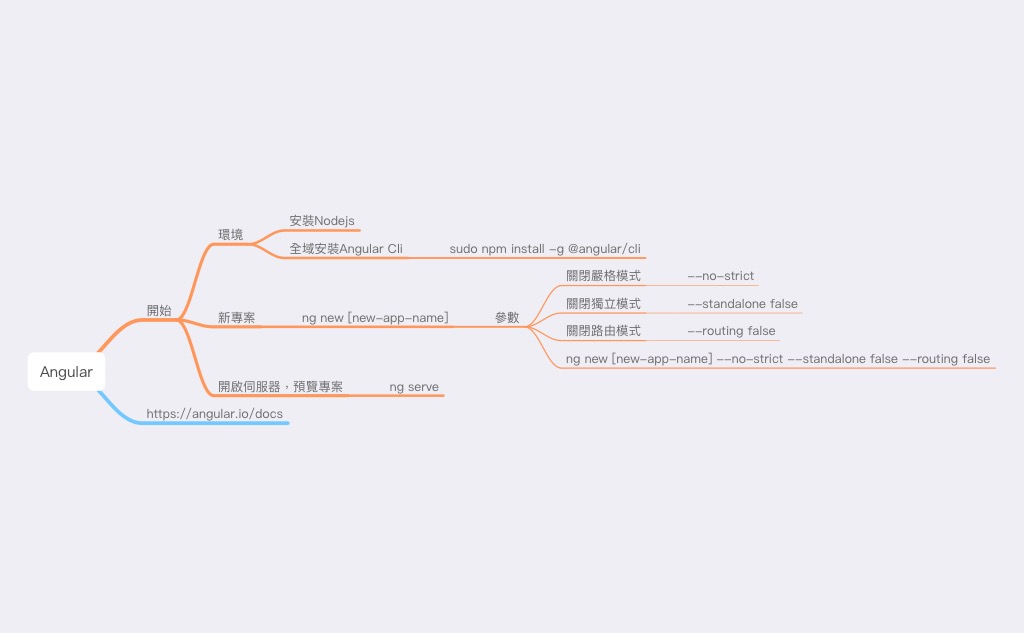 Angular
開始
環境
安裝Nodejs
全域安裝Angular Cli
sudo npm install -g @angular/cli
新專案
ng new [new-app-name]
參數
關閉嚴格模式
--no-strict
關閉獨立模式
--standalone false
關閉路由模式
--routing false
ng new [new-app-name] --no-strict --standalone false --routing false
開啟伺服器，預覽專案
ng serve
https://angular.io/docs